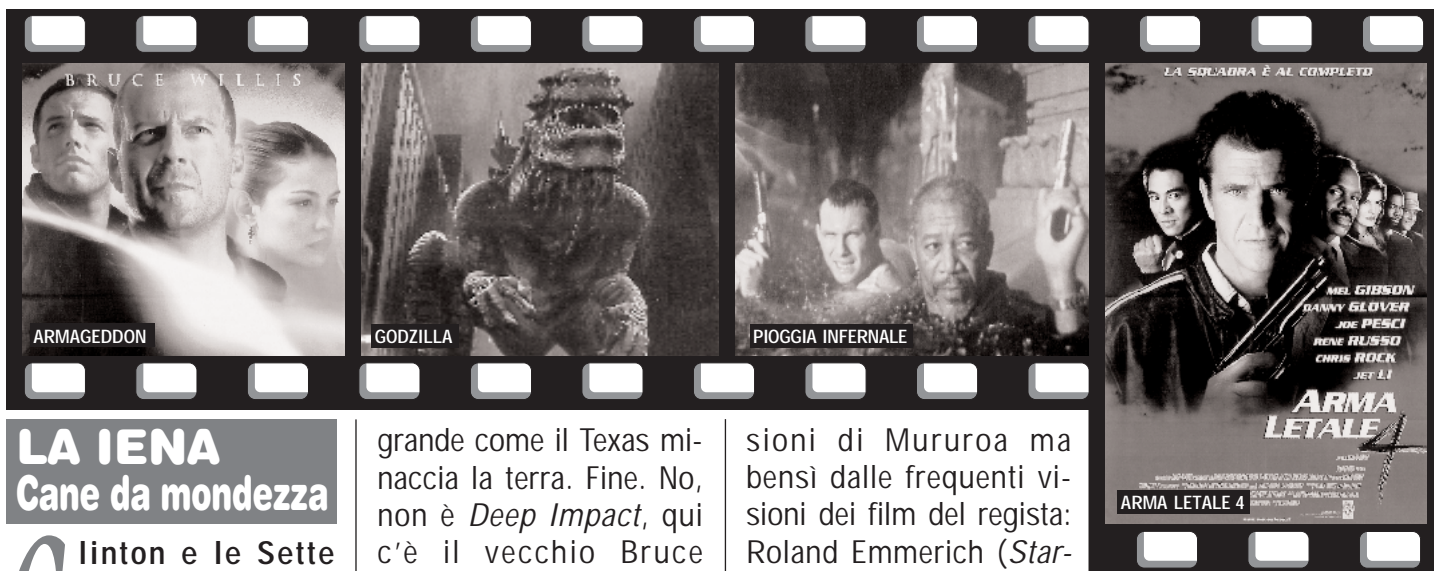 BRUCE WILLIS
ARMAGEDDON
GODZILLA
PIOGGIA INFERNALE
LA SQUADRA È AL COMPLETO
MEL GIBSON
DANNY GLOVER
JOE PESCI
RENE RUSSO
CHRIS ROCK
JET LI
ARMA
LETALE 4
ARMA LETALE 4
LA IENA
Cane da mondezza
Clinton e le Sette
grande come il Texas mi-
naccia la terra. Fine. No,
non è Deep Impact, qui
c'è il vecchio Bruce
sioni di Mururoa ma
bensì dalle frequenti vi-
sioni dei film del regista:
Roland Emmerich (Star-